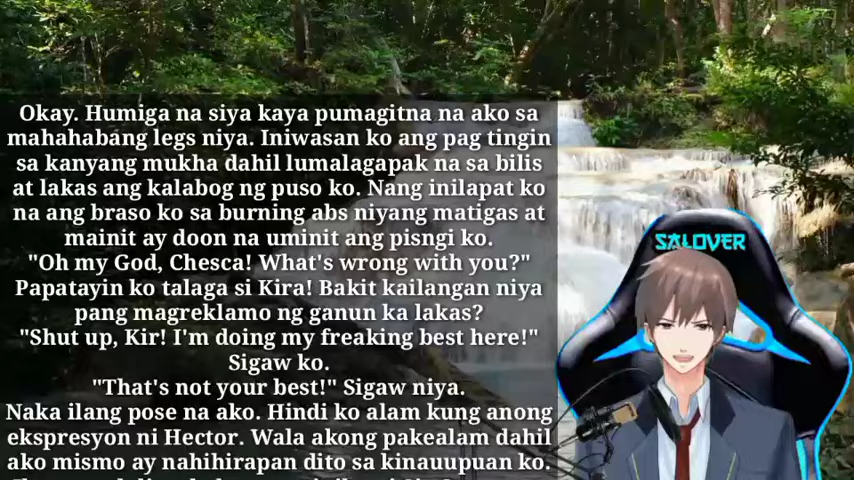 Okay. Humiga na siya kaya pumagitna na ako sa
mahahabang legs niya. Iniwasan ko ang pag tingin
sa kanyang mukha dahil lumalagapak na sa bilis
at lakas ang kalabog ng puso ko. Nang inilapat ko
na ang braso ko sa burning abs niyang matigas at
mainit ay doon na uminit ang pisngi ko.
"Oh my God, Chesca! What's wrong with you?"
Papatayin ko talaga si Kira! Bakit kailangan niya
pang magreklamo ng ganun ka lakas?
"Shut up, Kir! I'm doing my freaking best here!"
Sigaw ko.
"That's not your best!" Sigaw niya.
Naka ilang pose na ako. Hindi ko alam kung anong
ekspresyon ni Hector. Wala akong pakealam dahil
ako mismo ay nahihirapan dito sa kinauupuan ko.
SALOVER